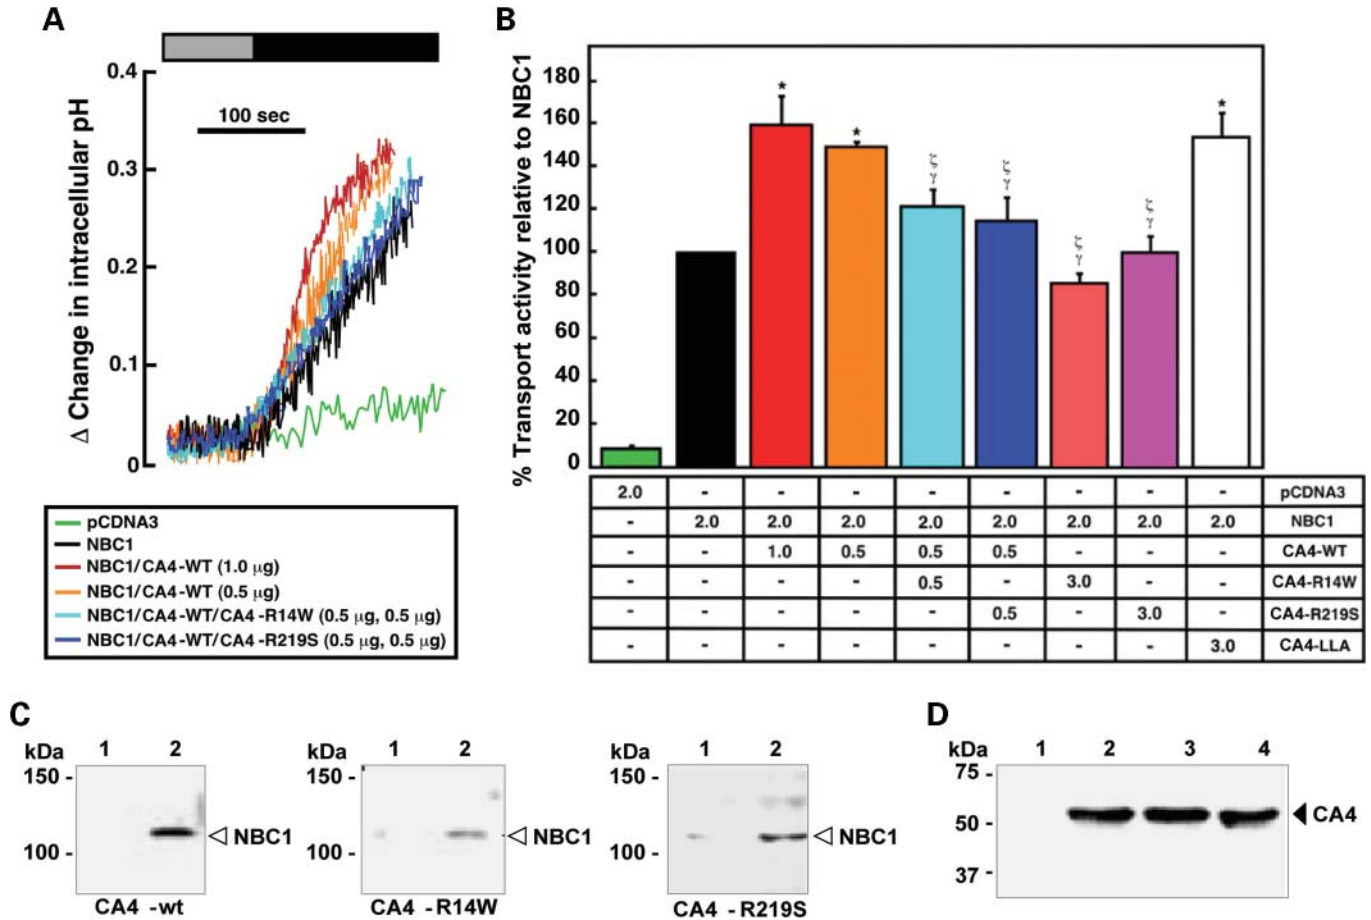 A
0.4
0.3
0.2
0.1
0
Δ Change in intracellular pH
100 sec
pCDNA3
NBC1
NBC1/CA4-WT (1.0 µg)
NBC1/CA4-WT (0.5 µg)
NBC1/CA4-WT/CA4-R14W (0.5 µg, 0.5 µg)
NBC1/CA4-WT/CA4-R219S (0.5 µg, 0.5 µg)
B
% Transport activity relative to NBC1
180
160
140
120
100
80
60
40
20
0
*
*
ζ
γ
ζ
γ
ζ
γ
ζ
γ
*
2.0 - - - - - - - - pCDNA3
- 2.0 2.0 2.0 2.0 2.0 2.0 2.0 2.0 NBC1
- - 1.0 0.5 0.5 0.5 - - - CA4-WT
- - - - 0.5 - 3.0 - - CA4-R14W
- - - - - 0.5 - 3.0 - CA4-R219S
- - - - - - - - 3.0 CA4-LLA
C
kDa 1 2
150 -
100 -
NBC1
CA4 -wt
kDa 1 2
150 -
100 -
NBC1
CA4 -R14W
1 2
kDa
150 -
100 -
NBC1
CA4 -R219S
D
kDa 1 2 3 4
75 -
50 -
37 -
CA4